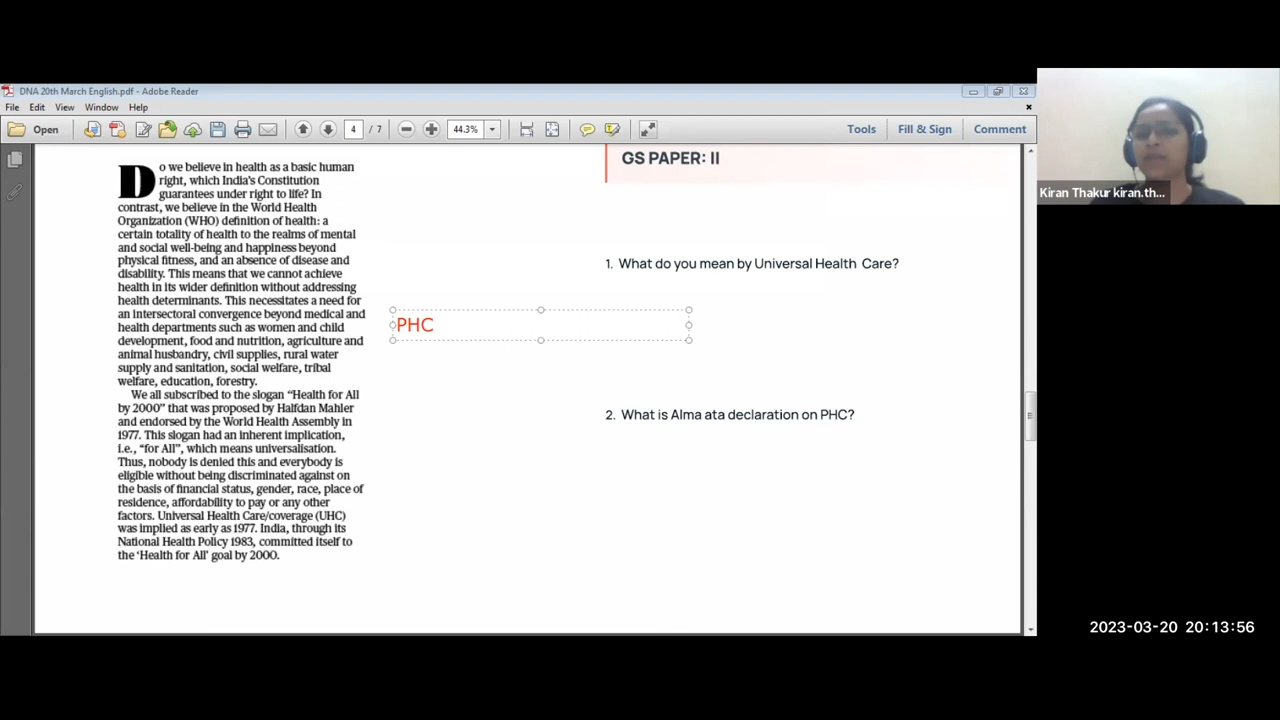 DNA 20th March English.pdf - Adobe Reader
File Edit View Window Help
Open 4 / 7 44.3% Tools Fill & Sign Comment
Do we believe in health as a basic human
right, which India's Constitution
guarantees under right to life? In
contrast, we believe in the World Health
Organization (WHO) definition of health: a
certain totality of health to the realms of mental
and social well-being and happiness beyond
physical fitness, and an absence of disease and
disability. This means that we cannot achieve
health in its wider definition without addressing
health determinants. This necessitates a need for
an intersectoral convergence beyond medical and
health departments such as women and child
development, food and nutrition, agriculture and
animal husbandry, civil supplies, rural water
supply and sanitation, social welfare, tribal
welfare, education, forestry.
We all subscribed to the slogan “Health for All
by 2000” that was proposed by Halfdan Mahler
and endorsed by the World Health Assembly in
1977. This slogan had an inherent implication,
i.e., “for All”, which means universalisation.
Thus, nobody is denied this and everybody is
eligible without being discriminated against on
the basis of financial status, gender, race, place of
residence, affordability to pay or any other
factors. Universal Health Care/coverage (UHC)
was implied as early as 1977. India, through its
National Health Policy 1983, committed itself to
the ‘Health for All’ goal by 2000.
PHC
GS PAPER: II
1. What do you mean by Universal Health Care?
2. What is Alma ata declaration on PHC?
Kiran Thakur kiran.th...
2023-03-20 20:13:56